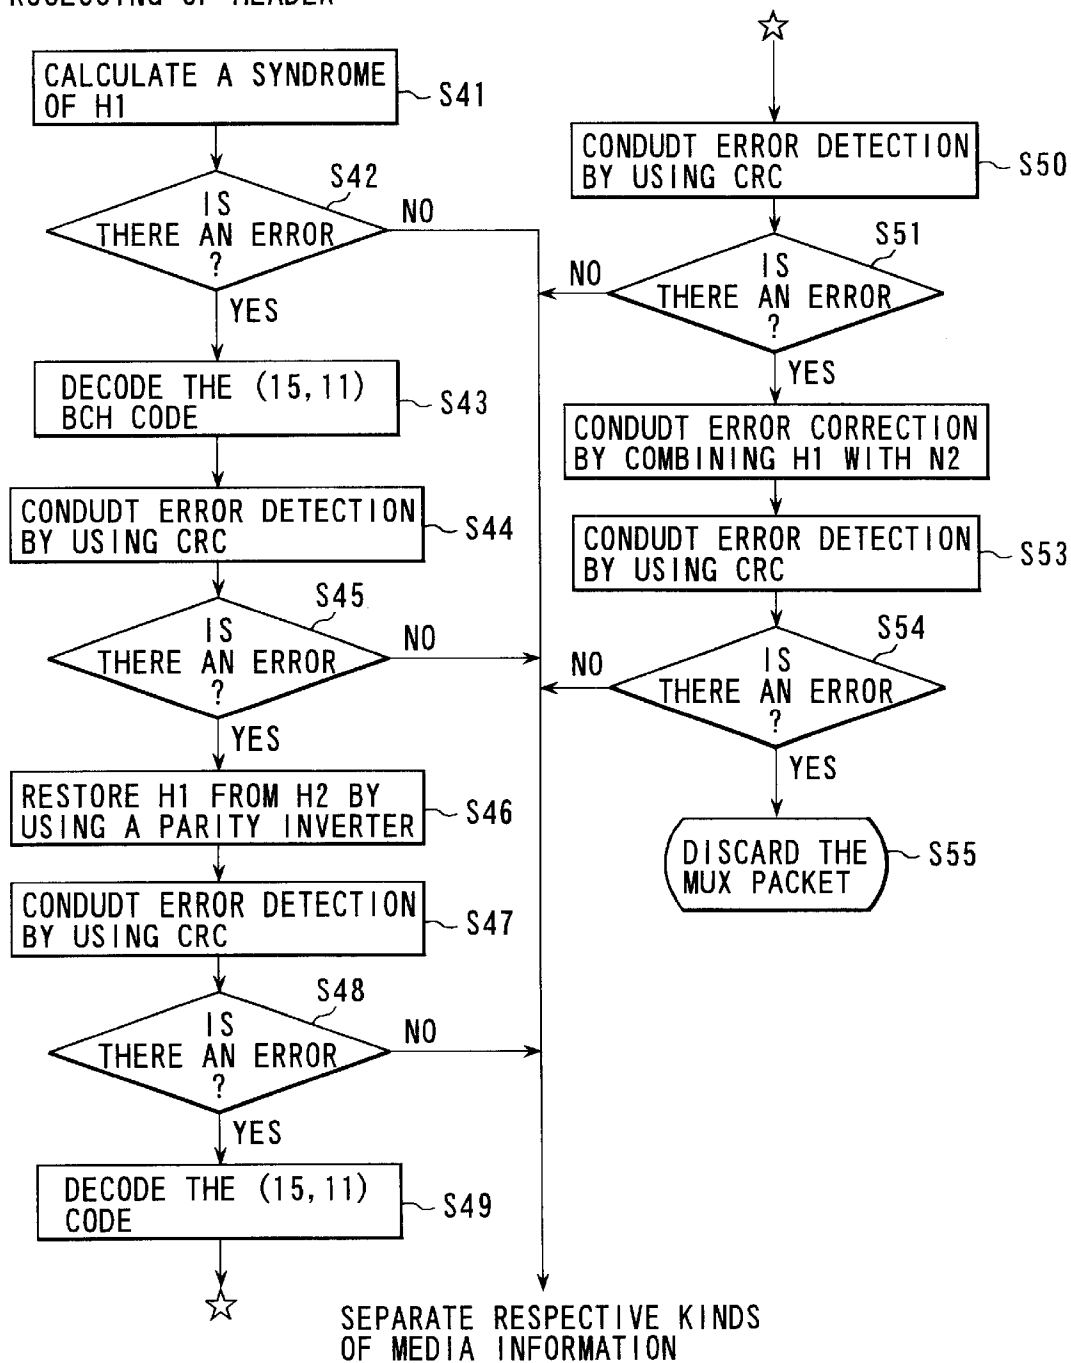 CALCULATE A SYNDROME
OF H1
S41
S42
IS
THERE AN ERROR
?
NO
YES
DECODE THE (15,11)
BCH CODE
S43
CONDUDT ERROR DETECTION
BY USING CRC
S44
S45
IS
THERE AN ERROR
?
NO
YES
RESTORE H1 FROM H2 BY
USING A PARITY INVERTER
S46
CONDUDT ERROR DETECTION
BY USING CRC
S47
S48
IS
THERE AN ERROR
?
NO
YES
DECODE THE (15,11)
CODE
S49
☆
☆
CONDUDT ERROR DETECTION
BY USING CRC
S50
S51
IS
THERE AN ERROR
?
NO
YES
CONDUDT ERROR CORRECTION
BY COMBINING H1 WITH N2
CONDUDT ERROR DETECTION
BY USING CRC
S53
S54
IS
THERE AN ERROR
?
NO
YES
DISCARD THE
MUX PACKET
S55
SEPARATE RESPECTIVE KINDS
OF MEDIA INFORMATION